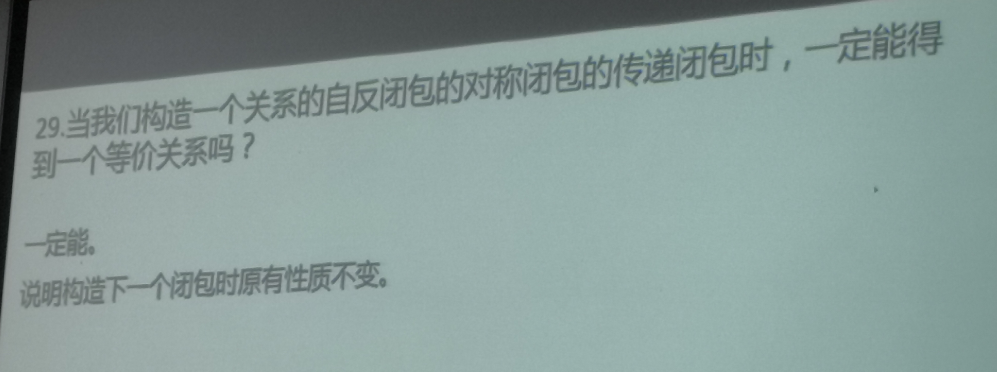 29.当我们构造一个关系的自反闭包的对称闭包的传递闭包时，一定能得
到一个等价关系吗？
一定能。
说明构造下一个闭包时原有性质不变。